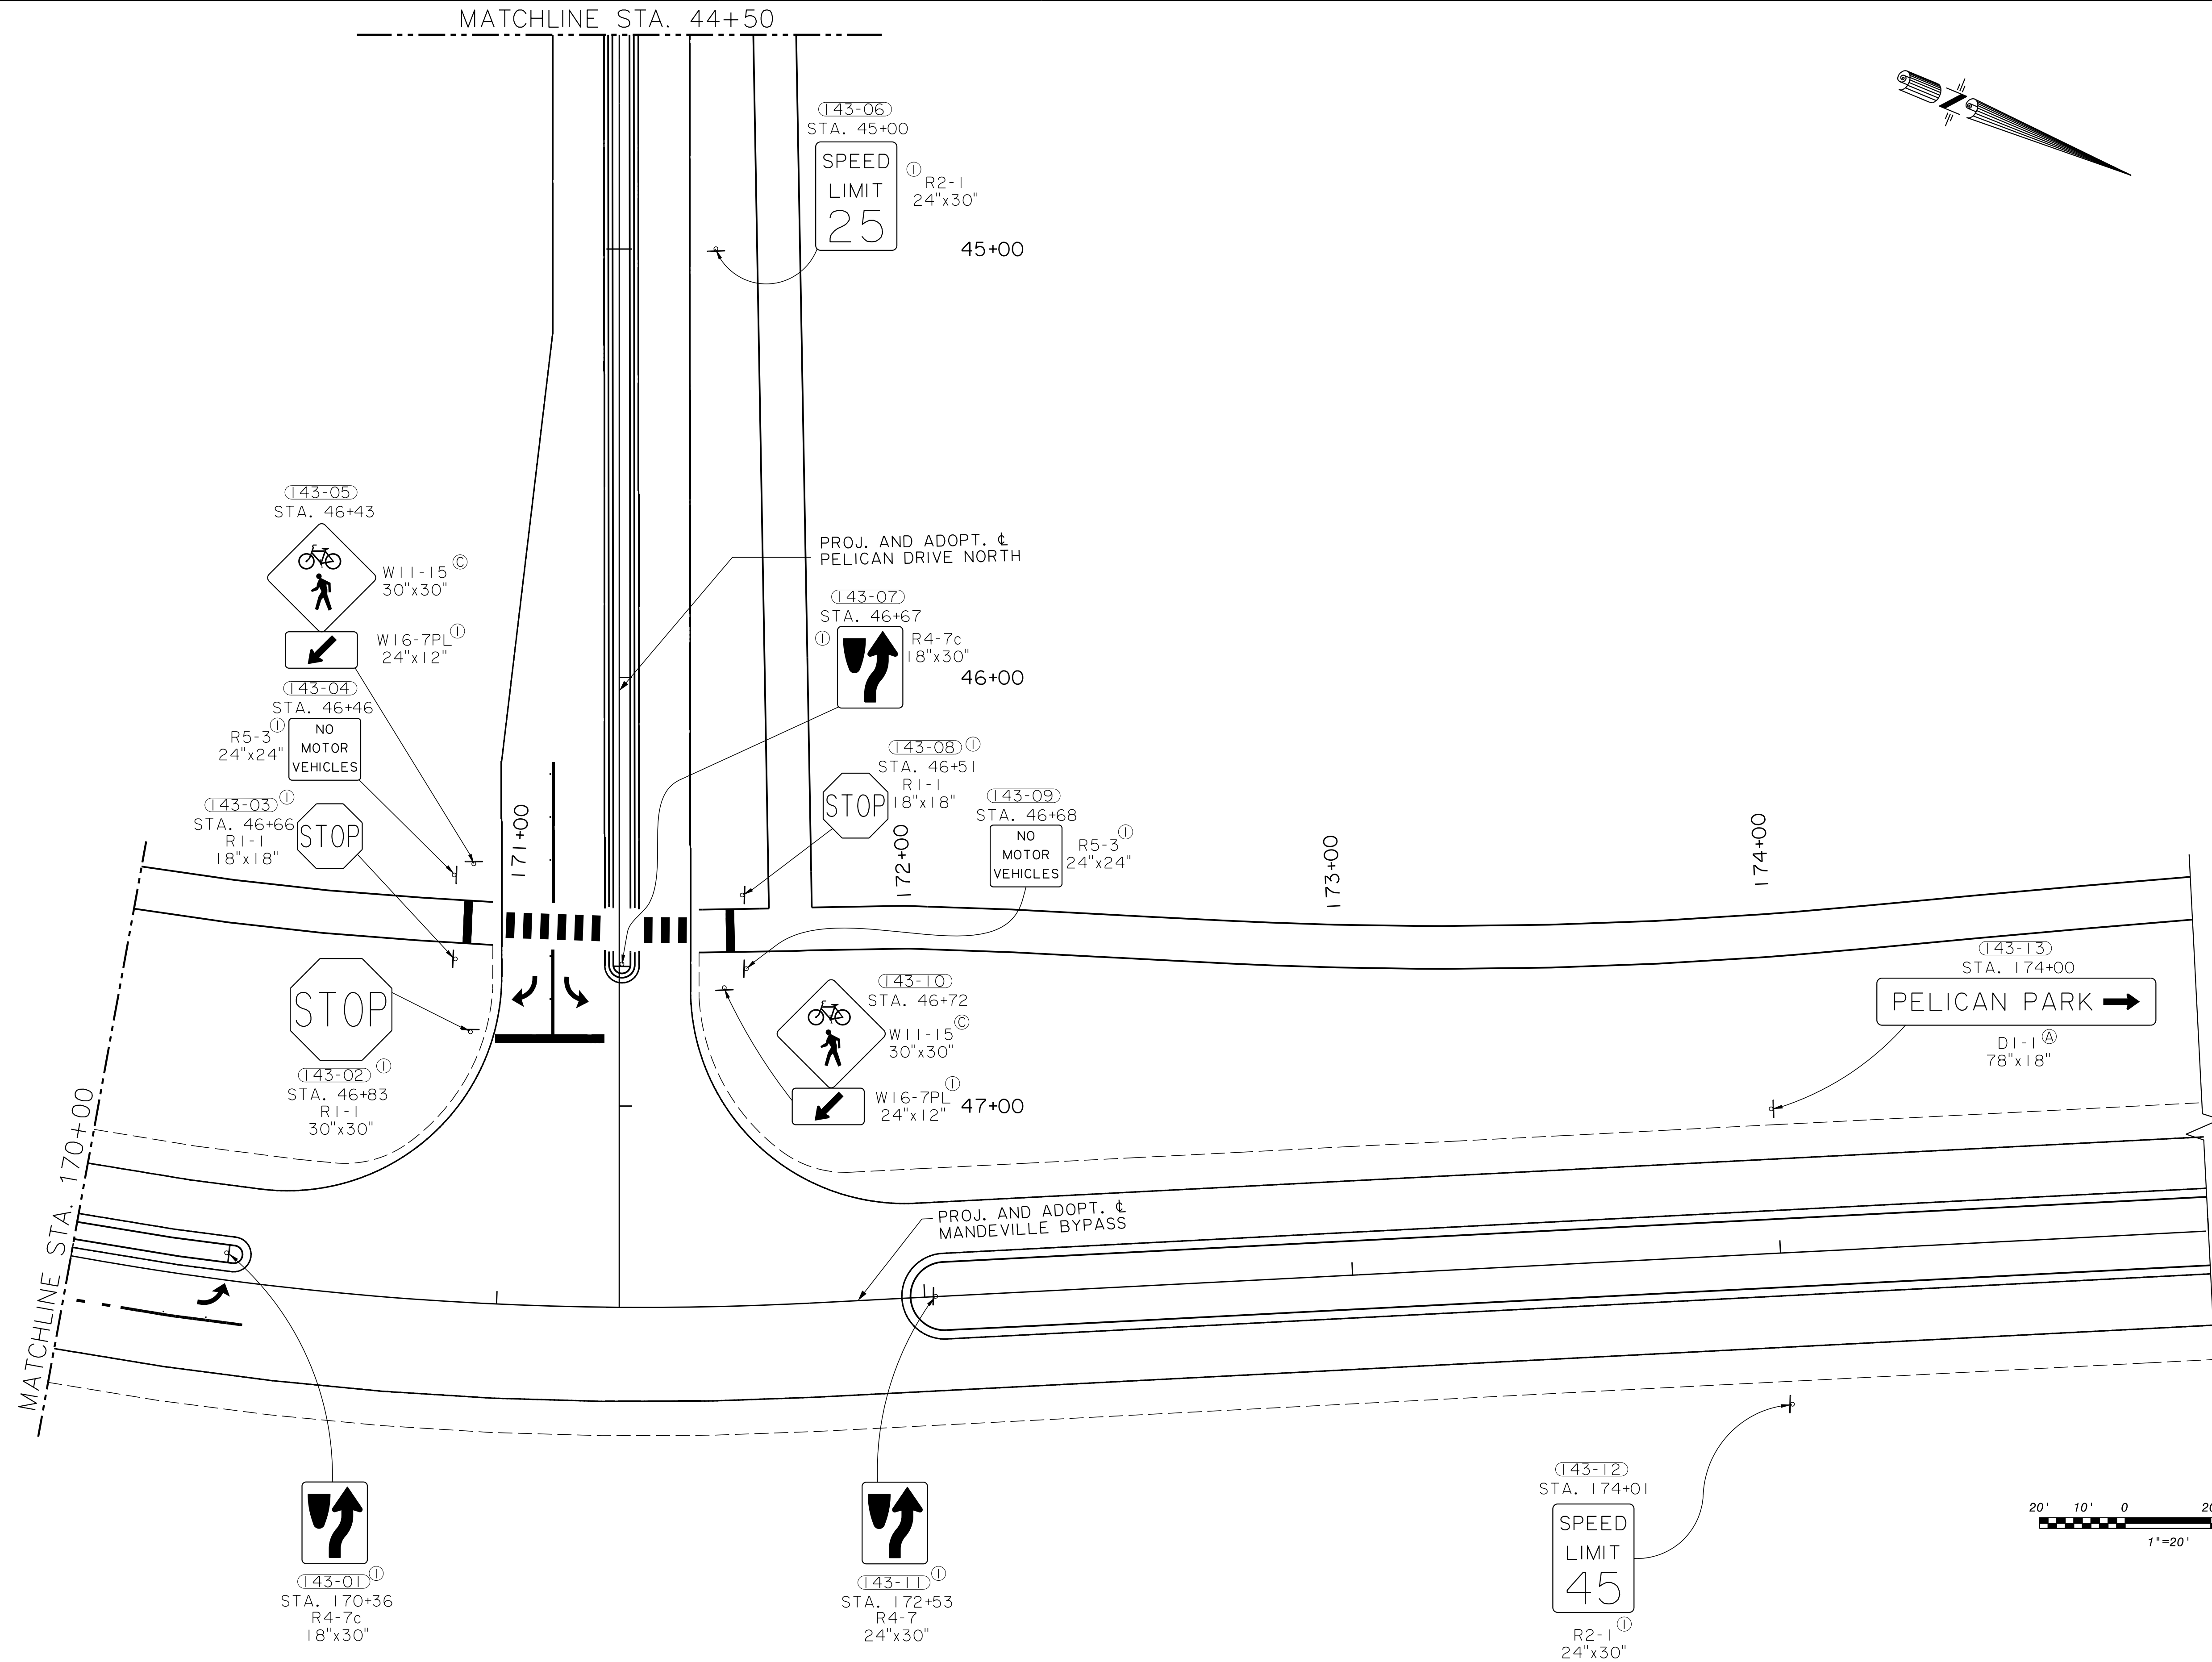 MATCHLINE STA. 44+50
143-06
STA. 45+00
SPEED
LIMIT
25
I
R2-1
24"x30"
45+00
143-05
STA. 46+43
W11-15 C
30"x30"
W16-7PL I
24"x12"
PROJ. AND ADOPT. ℄
PELICAN DRIVE NORTH
143-07
STA. 46+67
I
R4-7c
18"x30"
46+00
143-04
STA. 46+46
R5-3 I
24"x24"
NO
MOTOR
VEHICLES
143-03 I
STA. 46+66
R1-1
18"x18"
STOP
143-08 I
STA. 46+51
R1-1
18"x18"
STOP
143-09
STA. 46+68
NO
MOTOR
VEHICLES
R5-3 I
24"x24"
171+00
172+00
173+00
174+00
STOP
143-02 I
STA. 46+83
R1-1
30"x30"
143-10
STA. 46+72
W11-15 C
30"x30"
W16-7PL I
24"x12"
47+00
143-13
STA. 174+00
PELICAN PARK
D1-1 A
78"x18"
MATCHLINE STA. 170+00
PROJ. AND ADOPT. ℄
MANDEVILLE BYPASS
143-01 I
STA. 170+36
R4-7c
18"x30"
143-11 I
STA. 172+53
R4-7
24"x30"
143-12
STA. 174+01
SPEED
LIMIT
45
R2-1 I
24"x30"
20' 10' 0 20
1"=20'